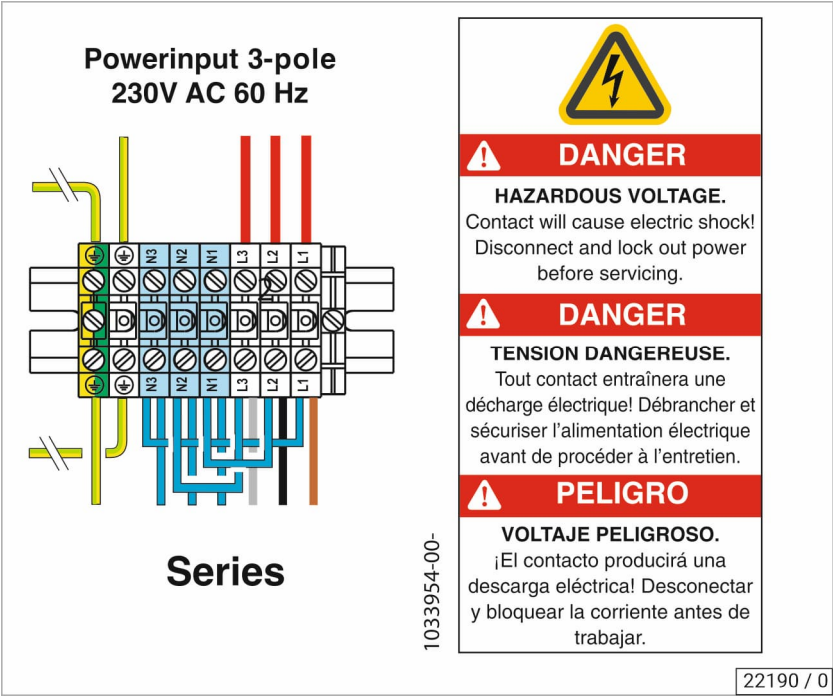 Powerinput 3-pole
230V AC 60 Hz
N3 N2 N1 L3 L2 L1
2
N3 N2 N1 L3 L2 L1
Series
1033954-00-
DANGER
HAZARDOUS VOLTAGE.
Contact will cause electric shock!
Disconnect and lock out power
before servicing.
DANGER
TENSION DANGEREUSE.
Tout contact entraînera une
décharge électrique! Débrancher et
sécuriser l’alimentation électrique
avant de procéder à l’entretien.
PELIGRO
VOLTAJE PELIGROSO.
¡El contacto producirá una
descarga eléctrica! Desconectar
y bloquear la corriente antes de
trabajar.
22190 / 0